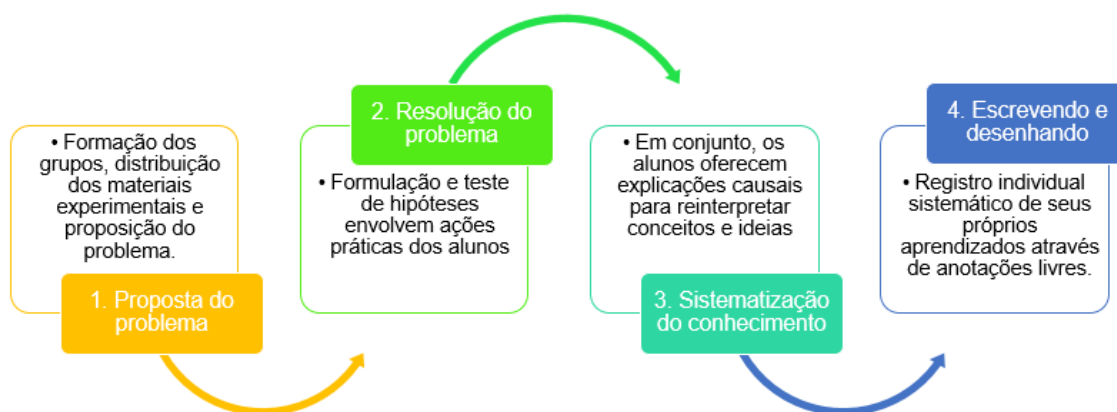 • Formação dos
grupos, distribuição
dos materiais
experimentais e
proposição do
problema.
1. Proposta do
problema
2. Resolução do
problema
• Formulação e teste
de hipóteses
envolvem ações
práticas dos alunos
• Em conjunto, os
alunos oferecem
explicações causais
para reinterpretar
conceitos e ideias
3. Sistematização
do conhecimento
4. Escrevendo e
desenhando
• Registro individual
sistemático de seus
próprios
aprendizados através
de anotações livres.